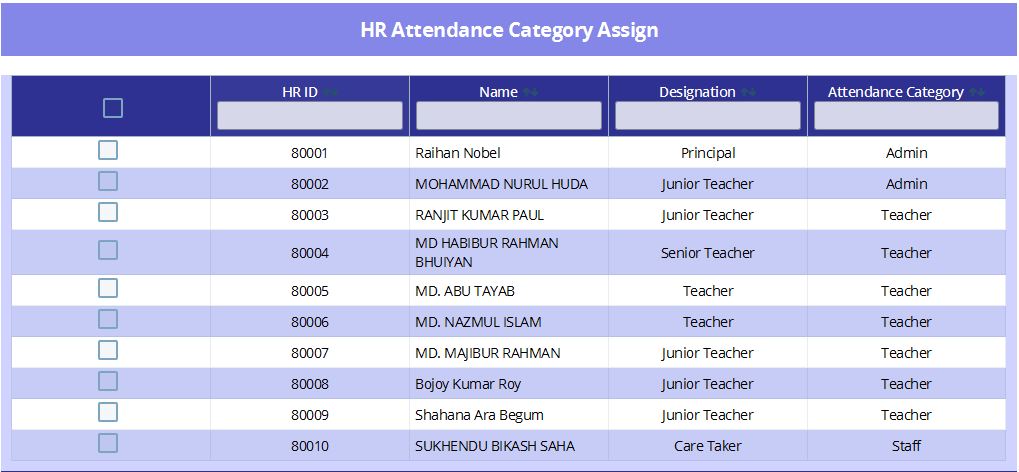 HR Attendance Category Assign
HR ID Name Designation Attendance Category
80001 Raihan Nobel Principal Admin
80002 MOHAMMAD NURUL HUDA Junior Teacher Admin
80003 RANJIT KUMAR PAUL Junior Teacher Teacher
80004 MD HABIBUR RAHMAN Senior Teacher Teacher
BHUIYAN
80005 MD. ABU TAYAB Teacher Teacher
80006 MD. NAZMUL ISLAM Teacher Teacher
80007 MD. MAJIBUR RAHMAN Junior Teacher Teacher
80008 Bojoy Kumar Roy Junior Teacher Teacher
80009 Shahana Ara Begum Junior Teacher Teacher
80010 SUKHENDU BIKASH SAHA Care Taker Staff